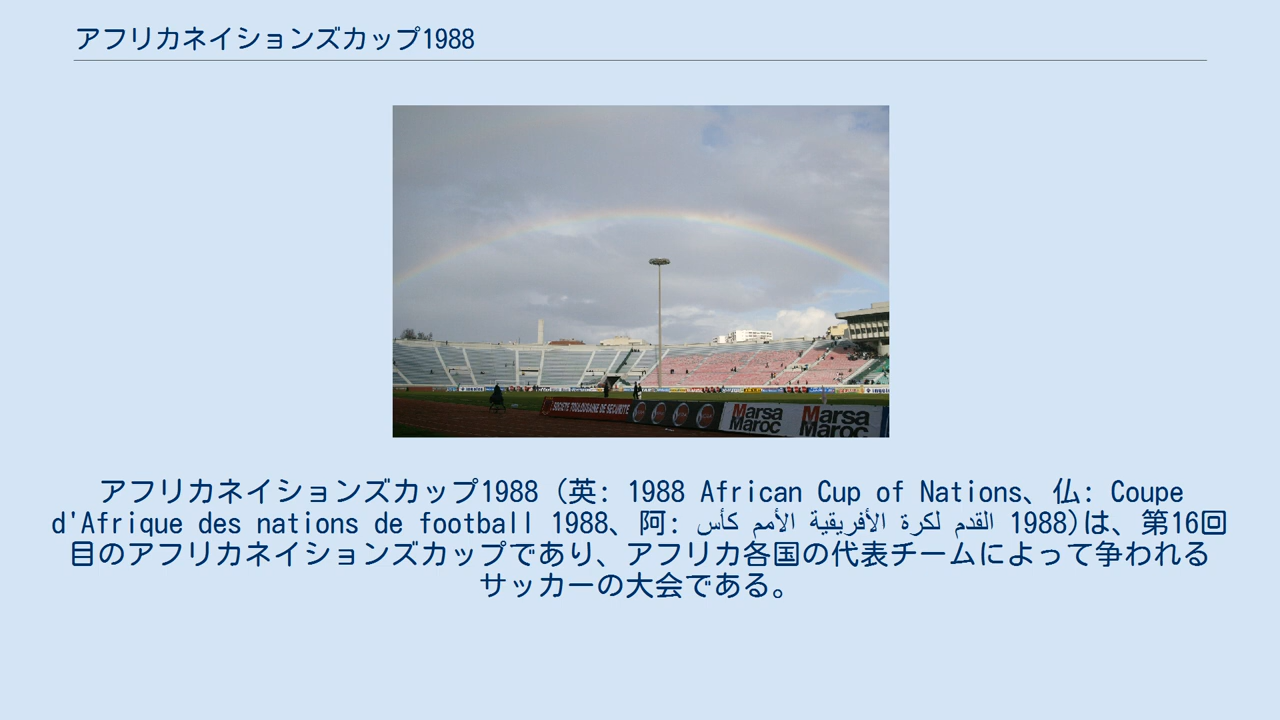 アフリカネイションズカップ1988
SOCIETE TOULOUSAINE DE SECURITE
Marsa Maroc
Marsa Maroc
アフリカネイションズカップ1988（英: 1988 African Cup of Nations、仏: Coupe
d'Afrique des nations de football 1988、阿: كأس الأمم الأفريقية لكرة القدم 1988)は、第16回
目のアフリカネイションズカップであり、アフリカ各国の代表チームによって争われる
サッカーの大会である。